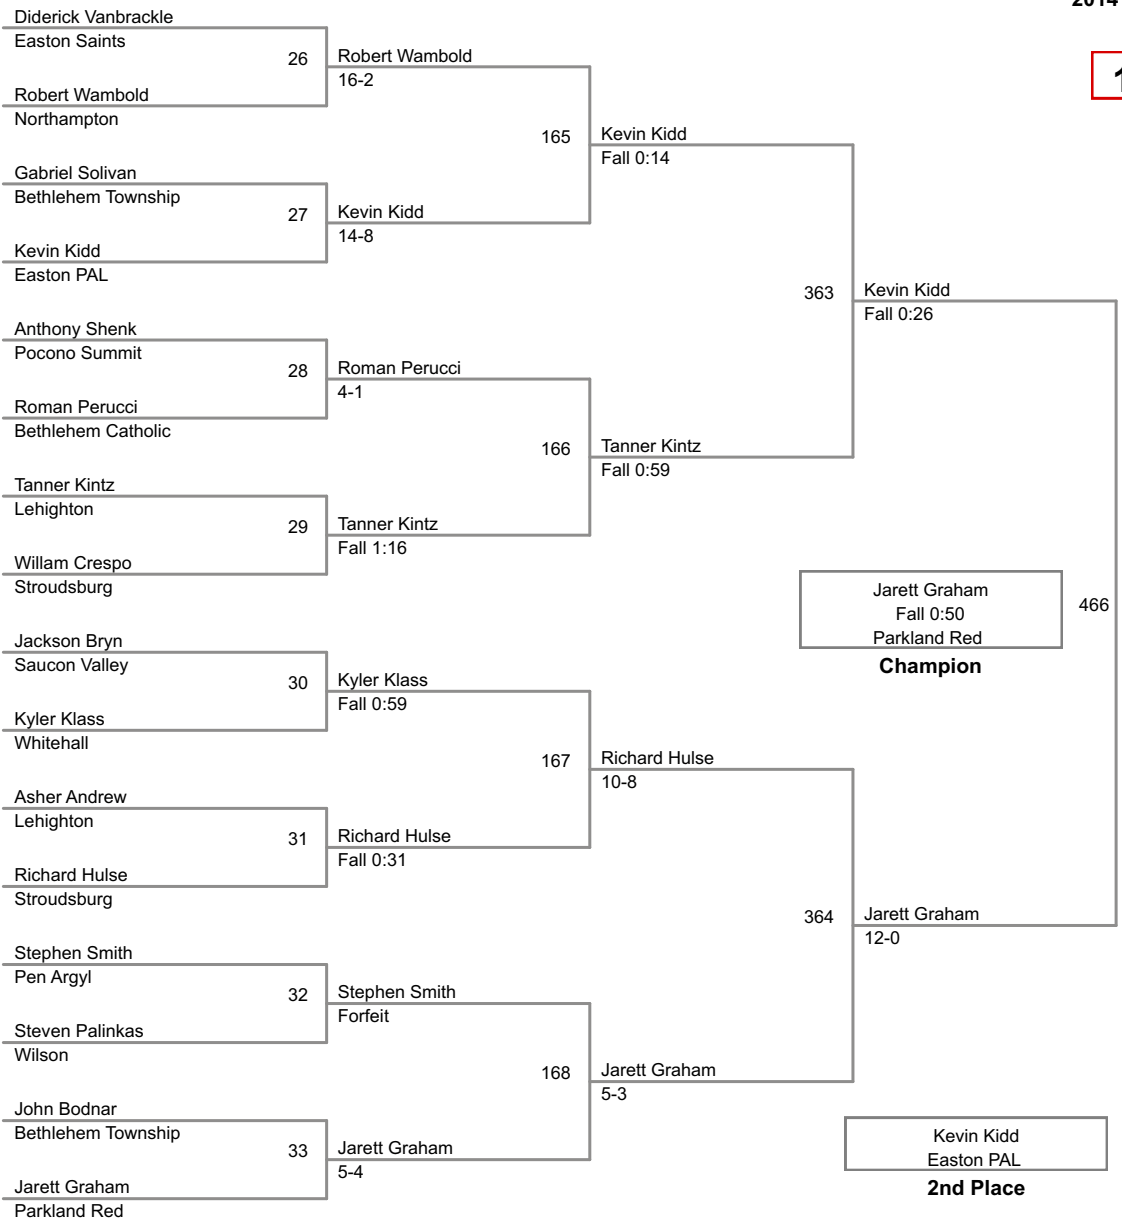 2014
1
Diderick Vanbrackle
Easton Saints
26
Robert Wambold
16-2
Robert Wambold
Northampton
165
Kevin Kidd
Fall 0:14
Gabriel Solivan
Bethlehem Township
27
Kevin Kidd
14-8
Kevin Kidd
Easton PAL
363
Kevin Kidd
Fall 0:26
Anthony Shenk
Pocono Summit
28
Roman Perucci
4-1
Roman Perucci
Bethlehem Catholic
166
Tanner Kintz
Fall 0:59
Tanner Kintz
Lehighton
29
Tanner Kintz
Fall 1:16
Willam Crespo
Stroudsburg
Jarett Graham
Fall 0:50
Parkland Red
Champion
466
Jackson Bryn
Saucon Valley
30
Kyler Klass
Fall 0:59
Kyler Klass
Whitehall
167
Richard Hulse
10-8
Asher Andrew
Lehighton
31
Richard Hulse
Fall 0:31
Richard Hulse
Stroudsburg
364
Jarett Graham
12-0
Stephen Smith
Pen Argyl
32
Stephen Smith
Forfeit
Steven Palinkas
Wilson
168
Jarett Graham
5-3
John Bodnar
Bethlehem Township
33
Jarett Graham
5-4
Jarett Graham
Parkland Red
Kevin Kidd
Easton PAL
2nd Place